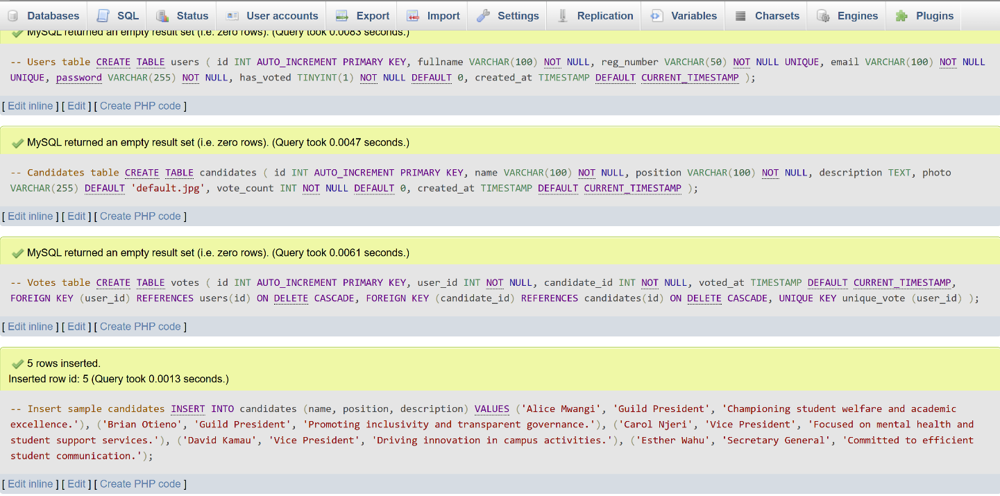 Databases SQL Status User accounts Export Import Settings Replication Variables Charsets Engines Plugins
MySQL returned an empty result set (i.e. zero rows). (Query took 0.0083 seconds.)
-- Users table CREATE TABLE users ( id INT AUTO_INCREMENT PRIMARY KEY, fullname VARCHAR(100) NOT NULL, reg_number VARCHAR(50) NOT NULL UNIQUE, email VARCHAR(100) NOT NULL
UNIQUE, password VARCHAR(255) NOT NULL, has_voted TINYINT(1) NOT NULL DEFAULT 0, created_at TIMESTAMP DEFAULT CURRENT_TIMESTAMP );
[ Edit inline ] [ Edit ] [ Create PHP code ]
MySQL returned an empty result set (i.e. zero rows). (Query took 0.0047 seconds.)
-- Candidates table CREATE TABLE candidates ( id INT AUTO_INCREMENT PRIMARY KEY, name VARCHAR(100) NOT NULL, position VARCHAR(100) NOT NULL, description TEXT, photo
VARCHAR(255) DEFAULT 'default.jpg', vote_count INT NOT NULL DEFAULT 0, created_at TIMESTAMP DEFAULT CURRENT_TIMESTAMP );
[ Edit inline ] [ Edit ] [ Create PHP code ]
MySQL returned an empty result set (i.e. zero rows). (Query took 0.0061 seconds.)
-- Votes table CREATE TABLE votes ( id INT AUTO_INCREMENT PRIMARY KEY, user_id INT NOT NULL, candidate_id INT NOT NULL, voted_at TIMESTAMP DEFAULT CURRENT_TIMESTAMP,
FOREIGN KEY (user_id) REFERENCES users(id) ON DELETE CASCADE, FOREIGN KEY (candidate_id) REFERENCES candidates(id) ON DELETE CASCADE, UNIQUE KEY unique_vote (user_id) );
[ Edit inline ] [ Edit ] [ Create PHP code ]
5 rows inserted.
Inserted row id: 5 (Query took 0.0013 seconds.)
-- Insert sample candidates INSERT INTO candidates (name, position, description) VALUES ('Alice Mwangi', 'Guild President', 'Championing student welfare and academic
excellence.'), ('Brian Otieno', 'Guild President', 'Promoting inclusivity and transparent governance.'), ('Carol Njeri', 'Vice President', 'Focused on mental health and
student support services.'), ('David Kamau', 'Vice President', 'Driving innovation in campus activities.'), ('Esther Wahu', 'Secretary General', 'Committed to efficient
student communication.');
[ Edit inline ] [ Edit ] [ Create PHP code ]